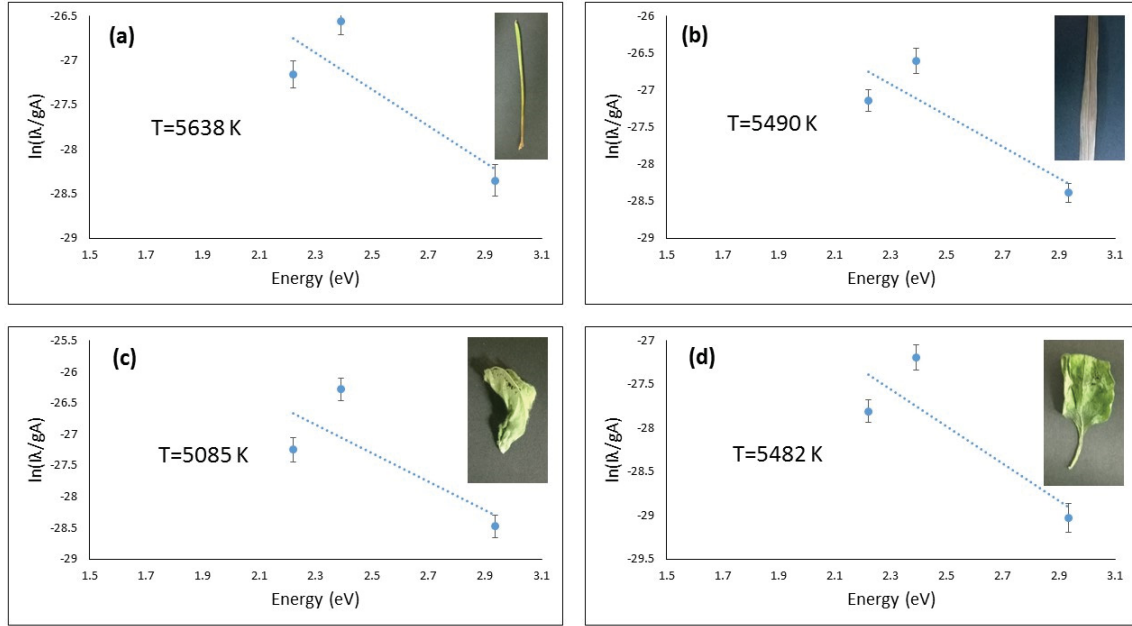 (a)
ln(Iλ/gA)
-26.5
-27
-27.5
-28
-28.5
-29
T=5638 K
1.5 1.7 1.9 2.1 2.3 2.5 2.7 2.9 3.1
Energy (eV)
(b)
ln(Iλ/gA)
-26
-26.5
-27
-27.5
-28
-28.5
-29
T=5490 K
1.5 1.7 1.9 2.1 2.3 2.5 2.7 2.9 3.1
Energy (eV)
(c)
ln(Iλ/gA)
-25.5
-26
-26.5
-27
-27.5
-28
-28.5
-29
T=5085 K
1.5 1.7 1.9 2.1 2.3 2.5 2.7 2.9 3.1
Energy (eV)
(d)
ln(Iλ/gA)
-27
-27.5
-28
-28.5
-29
-29.5
T=5482 K
1.5 1.7 1.9 2.1 2.3 2.5 2.7 2.9 3.1
Energy (eV)